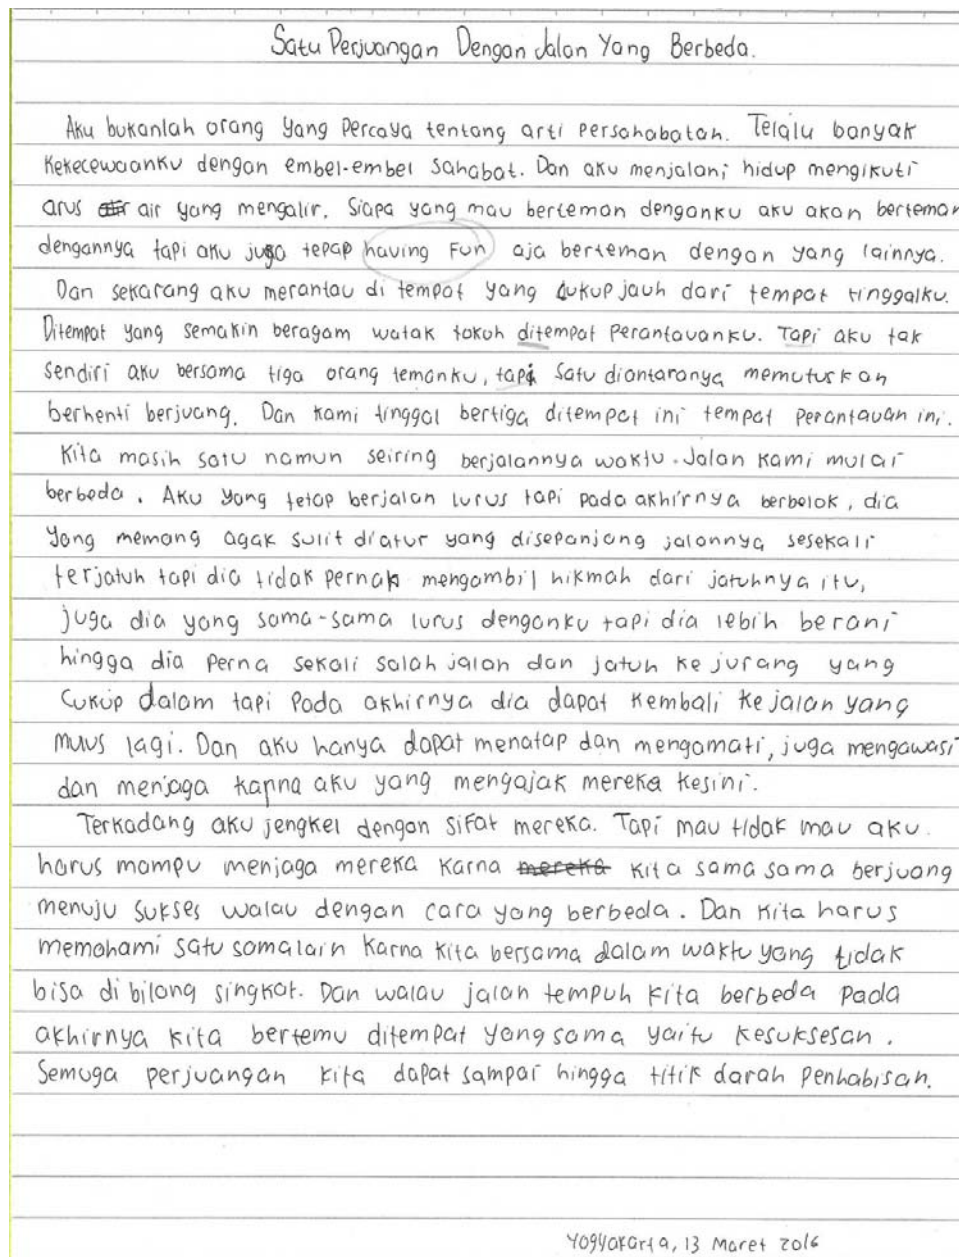 Satu Perjuangan Dengan Jalan Yang Berbeda.
Aku bukanlah orang yang percaya tentang arti persahabatan. Telalu banyak
kekecewaanku dengan embel-embel sahabat. Dan aku menjalani hidup mengikuti
arus air yang mengalir. Siapa yang mau berteman denganku aku akan berteman
dengannya tapi aku juga tepap having Fun aja berteman dengan yang lainnya.
Dan sekarang aku merantau di tempat yang cukup jauh dari tempat tinggalku.
Ditempat yang semakin beragam watak tokoh ditempat perantauanku. Tapi aku tak
sendiri aku bersama tiga orang temanku, tapi satu diantaranya memutuskan
berhenti berjuang. Dan kami tinggal bertiga ditempat ini tempat perantauan ini.
Kita masih satu namun seiring berjalannya waktu. Jalan kami mulai
berbeda. Aku yang tetap berjalan lurus tapi pada akhirnya berbelok, dia
yang memang agak sulit diatur yang disepanjang jalannya sesekali
terjatuh tapi dia tidak pernah mengambil hikmah dari jatuhnya itu,
juga dia yang sama-sama lurus denganku tapi dia lebih berani
hingga dia perna sekali salah jalan dan jatuh ke jurang yang
cukup dalam tapi pada akhirnya dia dapat kembali ke jalan yang
mulus lagi. Dan aku hanya dapat menatap dan mengamati, juga mengawasi
dan menjaga karna aku yang mengajak mereka kesini.
Terkadang aku jengkel dengan sifat mereka. Tapi mau tidak mau aku
harus mampu menjaga mereka karna mereka kita sama sama berjuang
menuju sukses walau dengan cara yang berbeda. Dan kita harus
memahami satu sama lain karna kita bersama dalam waktu yang tidak
bisa di bilang singkat. Dan walau jalan tempuh kita berbeda pada
akhirnya kita bertemu ditempat yang sama yaitu kesuksesan.
Semuga perjuangan kita dapat sampai hingga titik darah penhabisan.
Yogyakarta, 13 Maret 2016